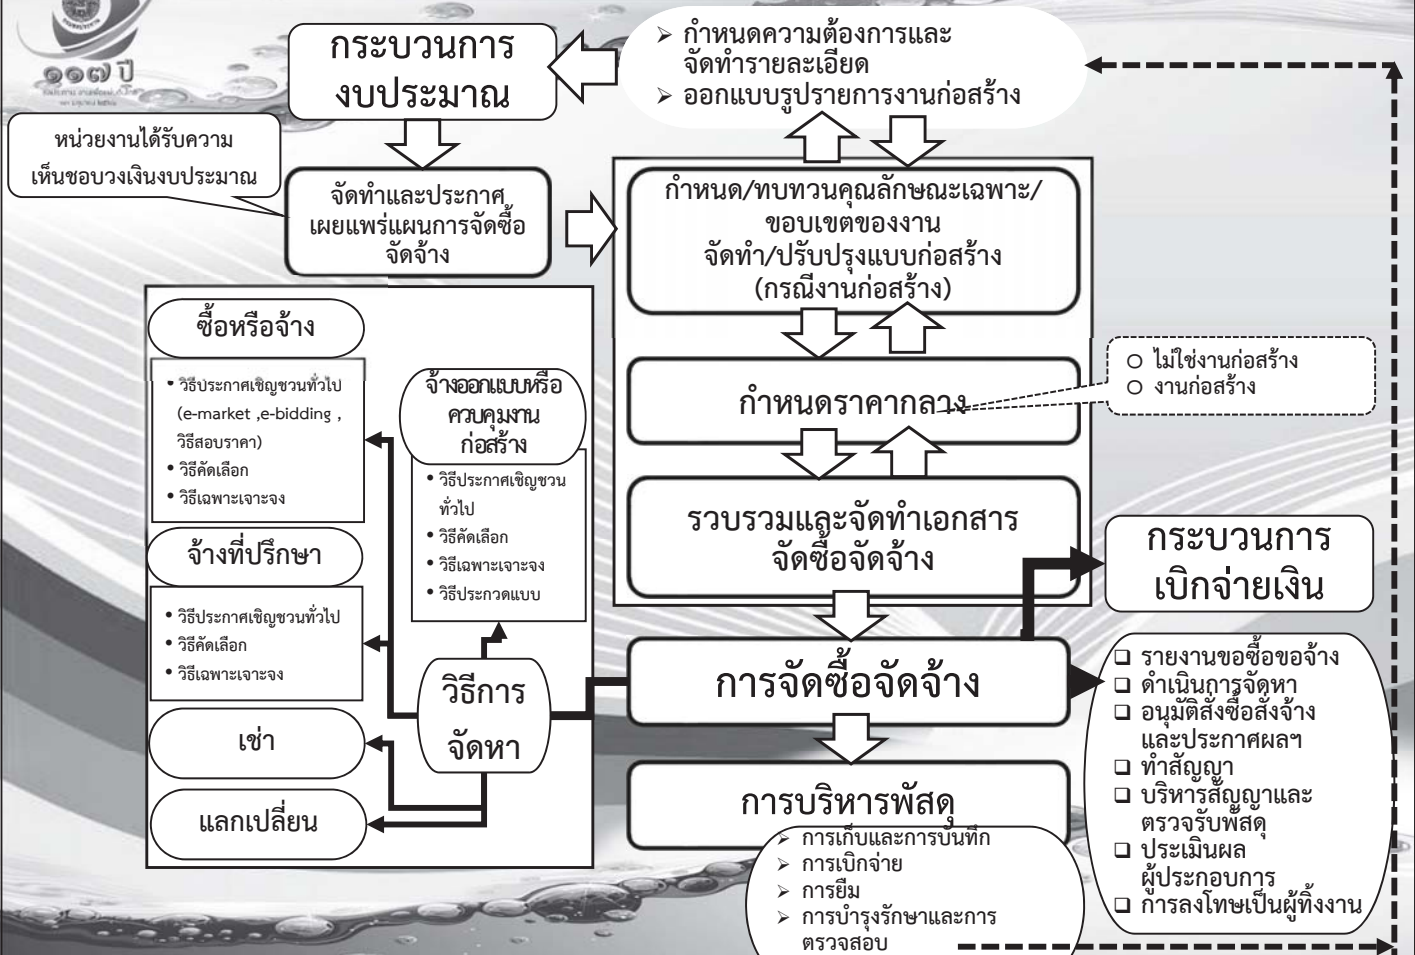 ๑๑๗ ปี
กระบวนการ
งบประมาณ
➢ กำหนดความต้องการและ
จัดทำรายละเอียด
➢ ออกแบบรูปรายการงานก่อสร้าง
หน่วยงานได้รับความ
เห็นชอบวงเงินงบประมาณ
จัดทำและประกาศ
เผยแพร่แผนการจัดซื้อ
จัดจ้าง
กำหนด/ทบทวนคุณลักษณะเฉพาะ/
ขอบเขตของงาน
จัดทำ/ปรับปรุงแบบก่อสร้าง
(กรณีงานก่อสร้าง)
กำหนดราคากลาง
○ ไม่ใช่งานก่อสร้าง
○ งานก่อสร้าง
รวบรวมและจัดทำเอกสาร
จัดซื้อจัดจ้าง
กระบวนการ
เบิกจ่ายเงิน
การจัดซื้อจัดจ้าง
❑ รายงานขอซื้อขอจ้าง
❑ ดำเนินการจัดหา
❑ อนุมัติสั่งซื้อสั่งจ้าง
และประกาศผลฯ
❑ ทำสัญญา
❑ บริหารสัญญาและ
ตรวจรับพัสดุ
❑ ประเมินผล
ผู้ประกอบการ
❑ การลงโทษเป็นผู้ทิ้งงาน
วิธีการ
จัดหา
ซื้อหรือจ้าง
• วิธีประกาศเชิญชวนทั่วไป
(e-market ,e-bidding ,
วิธีสอบราคา)
• วิธีคัดเลือก
• วิธีเฉพาะเจาะจง
จ้างออกแบบหรือ
ควบคุมงาน
ก่อสร้าง
• วิธีประกาศเชิญชวน
ทั่วไป
• วิธีคัดเลือก
• วิธีเฉพาะเจาะจง
• วิธีประกวดแบบ
จ้างที่ปรึกษา
• วิธีประกาศเชิญชวนทั่วไป
• วิธีคัดเลือก
• วิธีเฉพาะเจาะจง
เช่า
แลกเปลี่ยน
การบริหารพัสดุ
➢ การเก็บและการบันทึก
➢ การเบิกจ่าย
➢ การยืม
➢ การบำรุงรักษาและการ
ตรวจสอบ